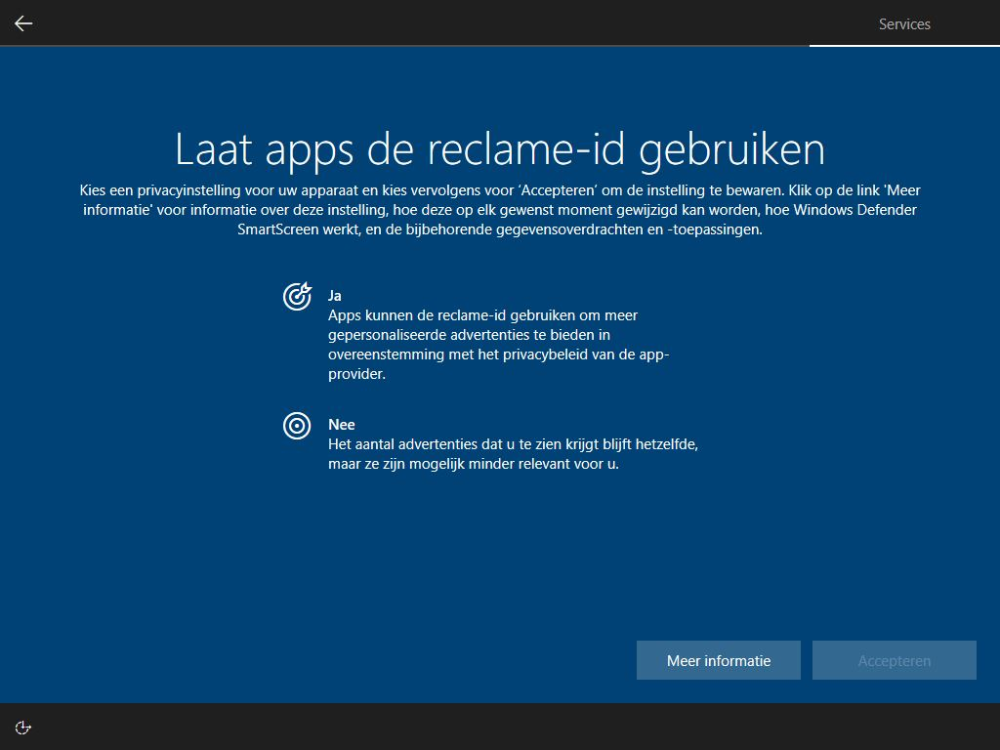 Services
Laat apps de reclame-id gebruiken
Kies een privacyinstelling voor uw apparaat en kies vervolgens voor 'Accepteren' om de instelling te bewaren. Klik op de link 'Meer
informatie' voor informatie over deze instelling, hoe deze op elk gewenst moment gewijzigd kan worden, hoe Windows Defender
SmartScreen werkt, en de bijbehorende gegevensoverdrachten en -toepassingen.
Ja
Apps kunnen de reclame-id gebruiken om meer
gepersonaliseerde advertenties te bieden in
overeenstemming met het privacybeleid van de app-
provider.
Nee
Het aantal advertenties dat u te zien krijgt blijft hetzelfde,
maar ze zijn mogelijk minder relevant voor u.
Meer informatie
Accepteren